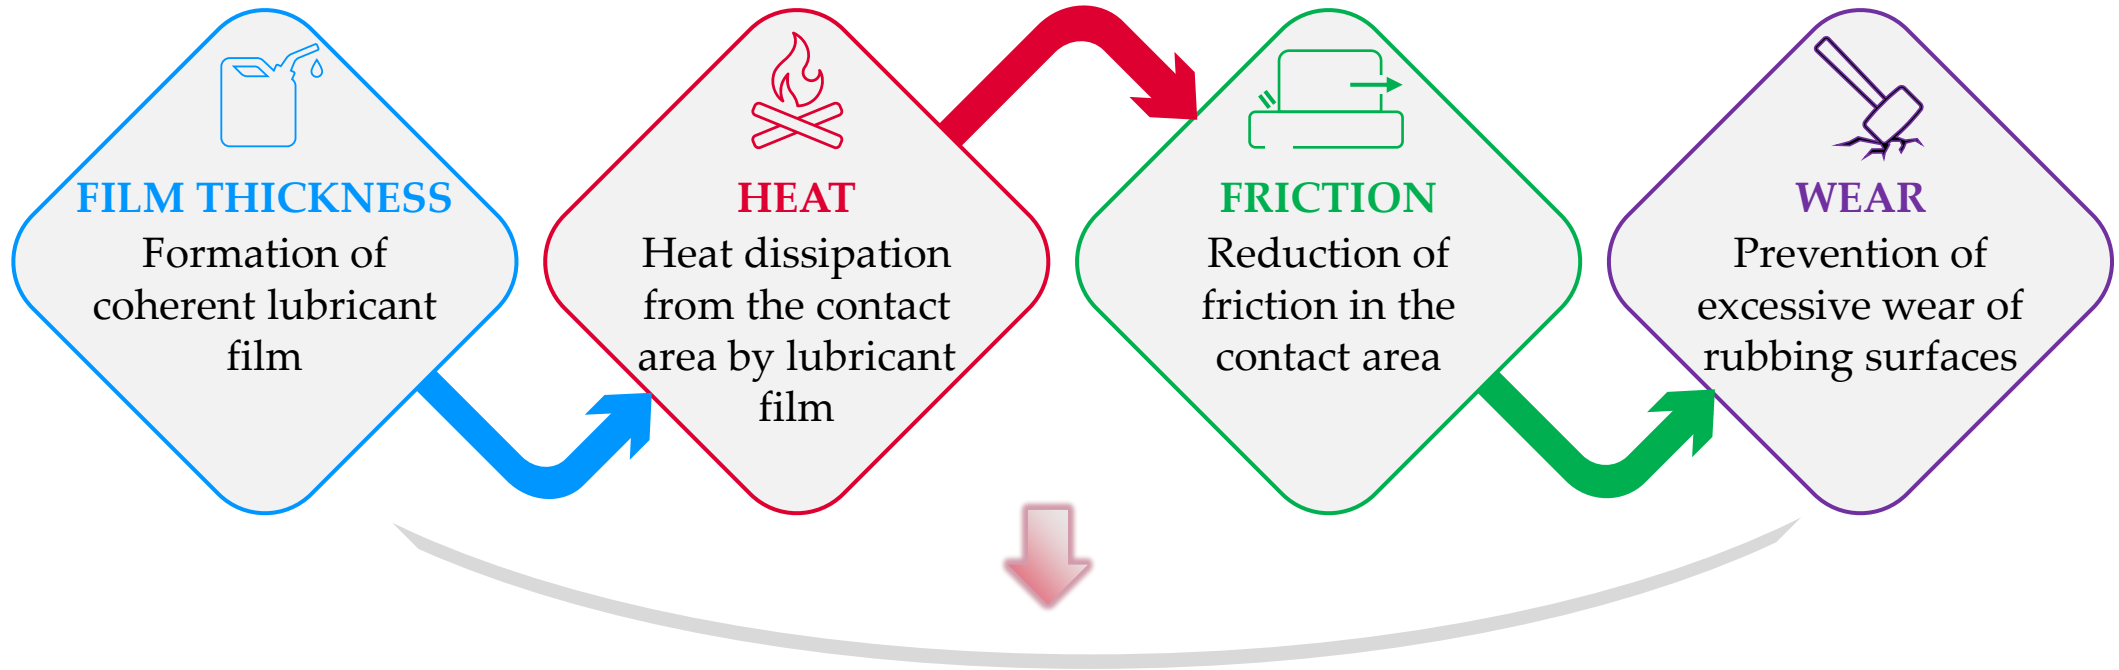 FILM THICKNESS
Formation of
coherent lubricant
film
HEAT
Heat dissipation
from the contact
area by lubricant
film
FRICTION
Reduction of
friction in the
contact area
WEAR
Prevention of
excessive wear of
rubbing surfaces